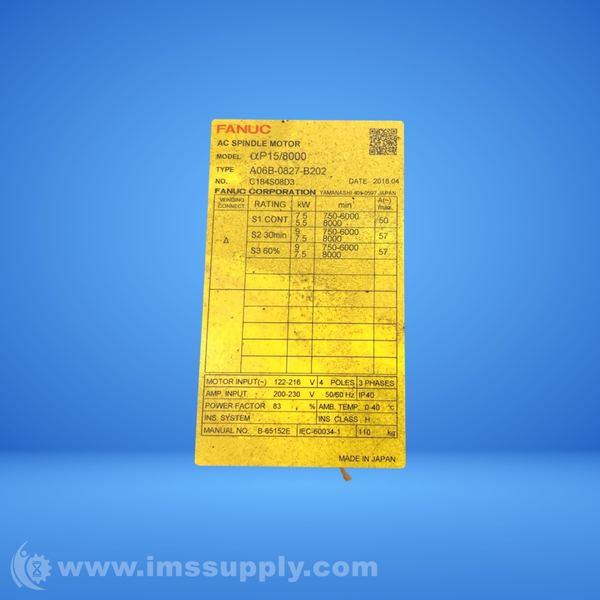 FANUC
AC SPINDLE MOTOR
MODEL αP15/8000
TYPE A06B-0827-B202
NO. C184S08D3 DATE 2018.04
FANUC CORPORATION YAMANASHI 401-0597 JAPAN
CONNECT RATING kW min⁻ A(~) max.
Δ
S1 CONT 7.5 750-6000 50
5.5 8000
S2 30min 9 750-6000 57
7.5 8000
S3 60% 9 750-6000 57
7.5 8000
MOTOR INPUT(~) 122-216 V 4 POLES 3 PHASES
AMP. INPUT 200-230 V 50/60 Hz IP40
POWER FACTOR 83 % AMB. TEMP. 0-40 ℃
INS. SYSTEM INS CLASS H
MANUAL NO. B-65152E IEC-60034-1 110 kg
MADE IN JAPAN
www.imssupply.com